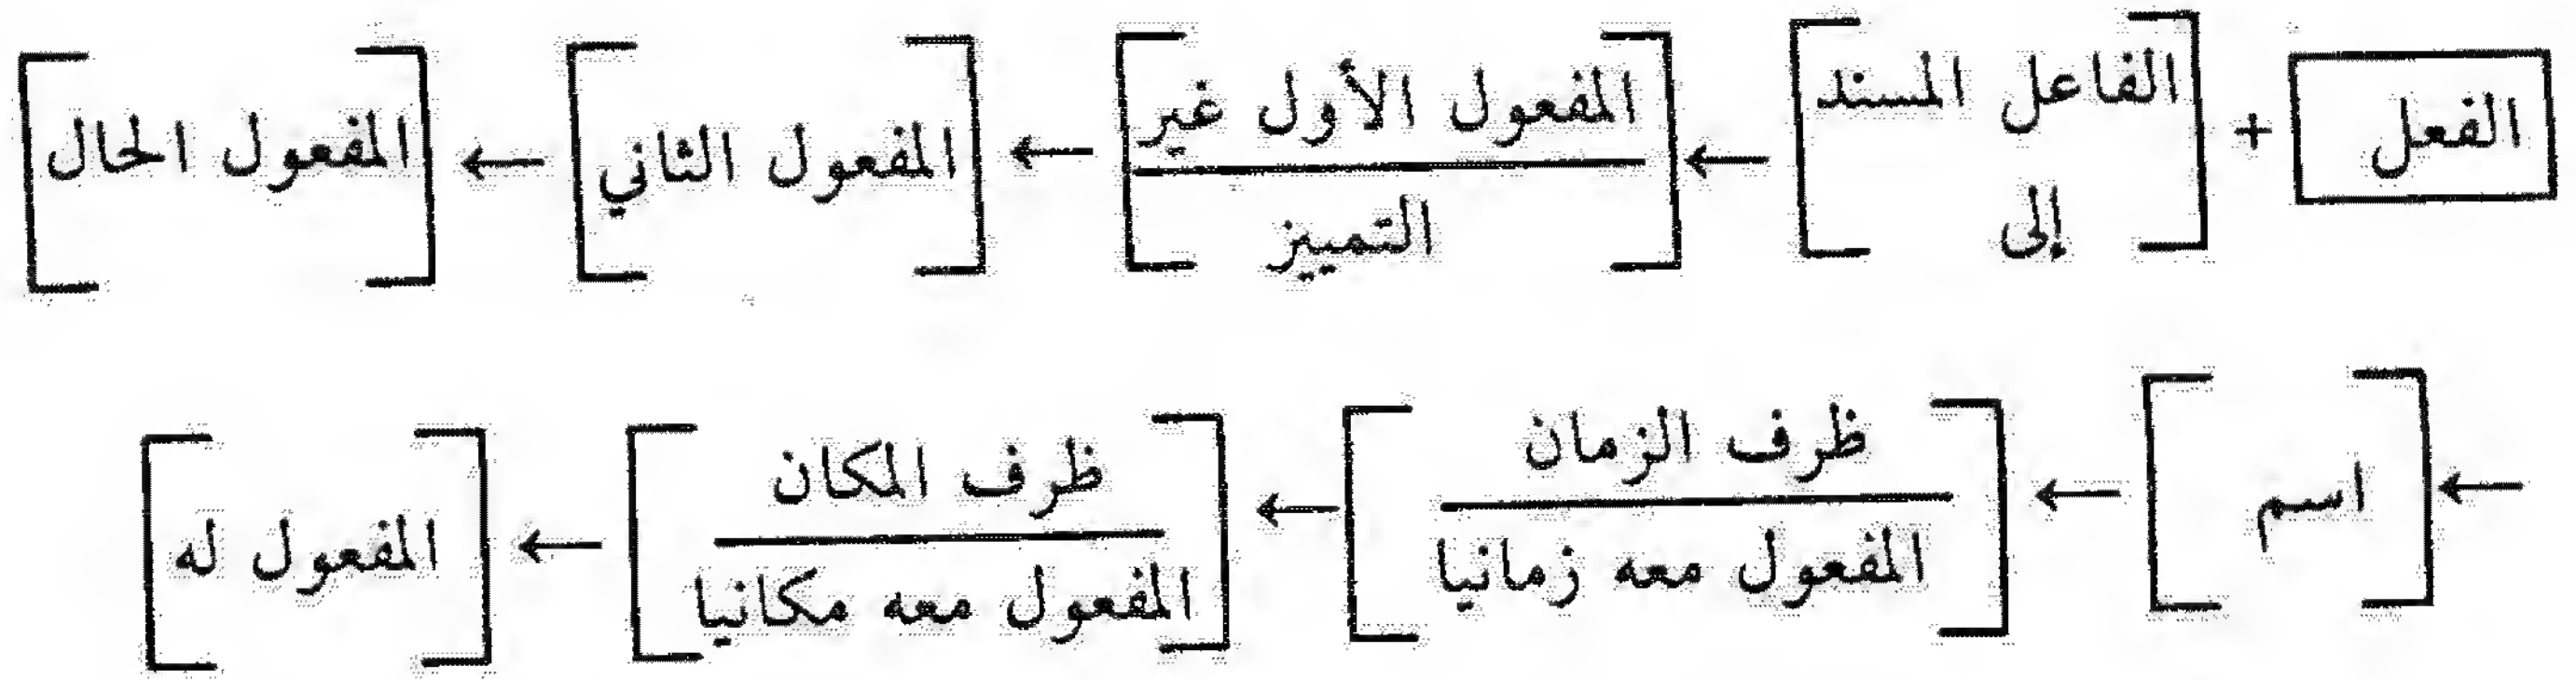 الفعل + [الفاعل المسند إلى] ← [المفعول الأول غير / التمييز] ← [المفعول الثاني] ← [المفعول الحال]
← [اسم] ← [ظرف الزمان / المفعول معه زمانيا] ← [ظرف المكان / المفعول معه مكانيا] ← [المفعول له]